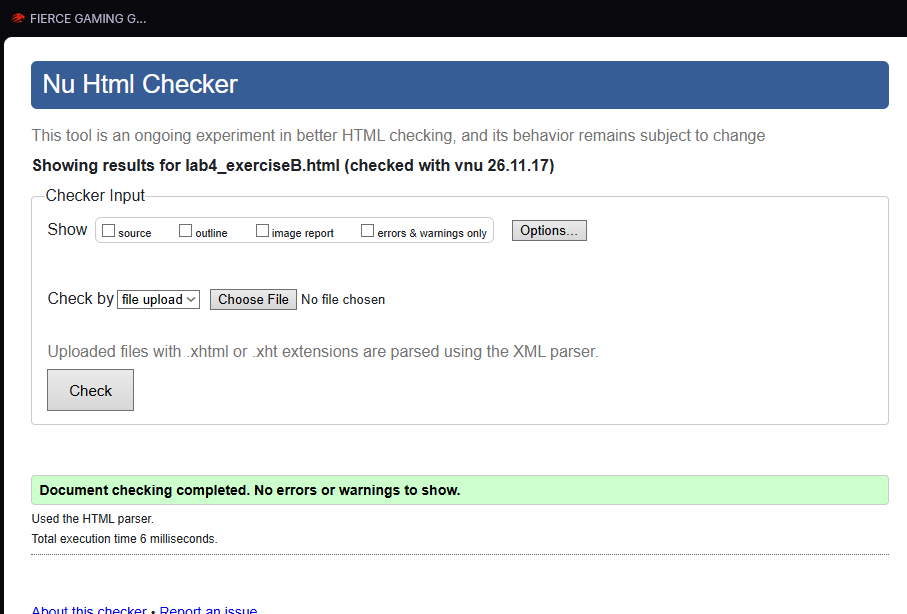 FIERCE GAMING G...
Nu Html Checker
This tool is an ongoing experiment in better HTML checking, and its behavior remains subject to change
Showing results for lab4_exerciseB.html (checked with vnu 26.11.17)
Checker Input
Show source outline image report errors & warnings only Options...
Check by file upload Choose File No file chosen
Uploaded files with .xhtml or .xht extensions are parsed using the XML parser.
Check
Document checking completed. No errors or warnings to show.
Used the HTML parser.
Total execution time 6 milliseconds.
About this checker • Report an issue